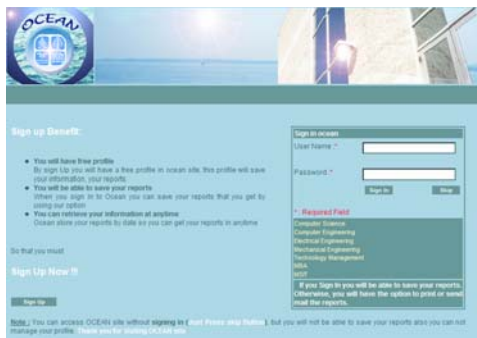 OCEAN
Sign up Benefit:
You will have free profile
By sign Up you will have a free profile in ocean site, this profile will save
your information, your reports
You will be able to save your reports
When you sign in to Ocean you can save your reports that you get by
using our option
You can retrieve your information at anytime
Ocean store your reports by date so you can get your reports in anytime
So that you must
Sign Up Now !!!
Sign Up
Sign in ocean
User Name :*
Password :*
Sign In
Skip
* : Required Field
Computer Science
Computer Engineering
Electrical Engineering
Mechanical Engineering
Technology Management
MBA
MSIT
If you Sign In you will be able to save your reports.
Otherwise, you will have the option to print or send
mail the reports.
Note : You can access OCEAN site without signing in (Just Press skip Button), but you will not be able to save your reports also you can not
manage your profile. Thank you for visiting OCEAN site